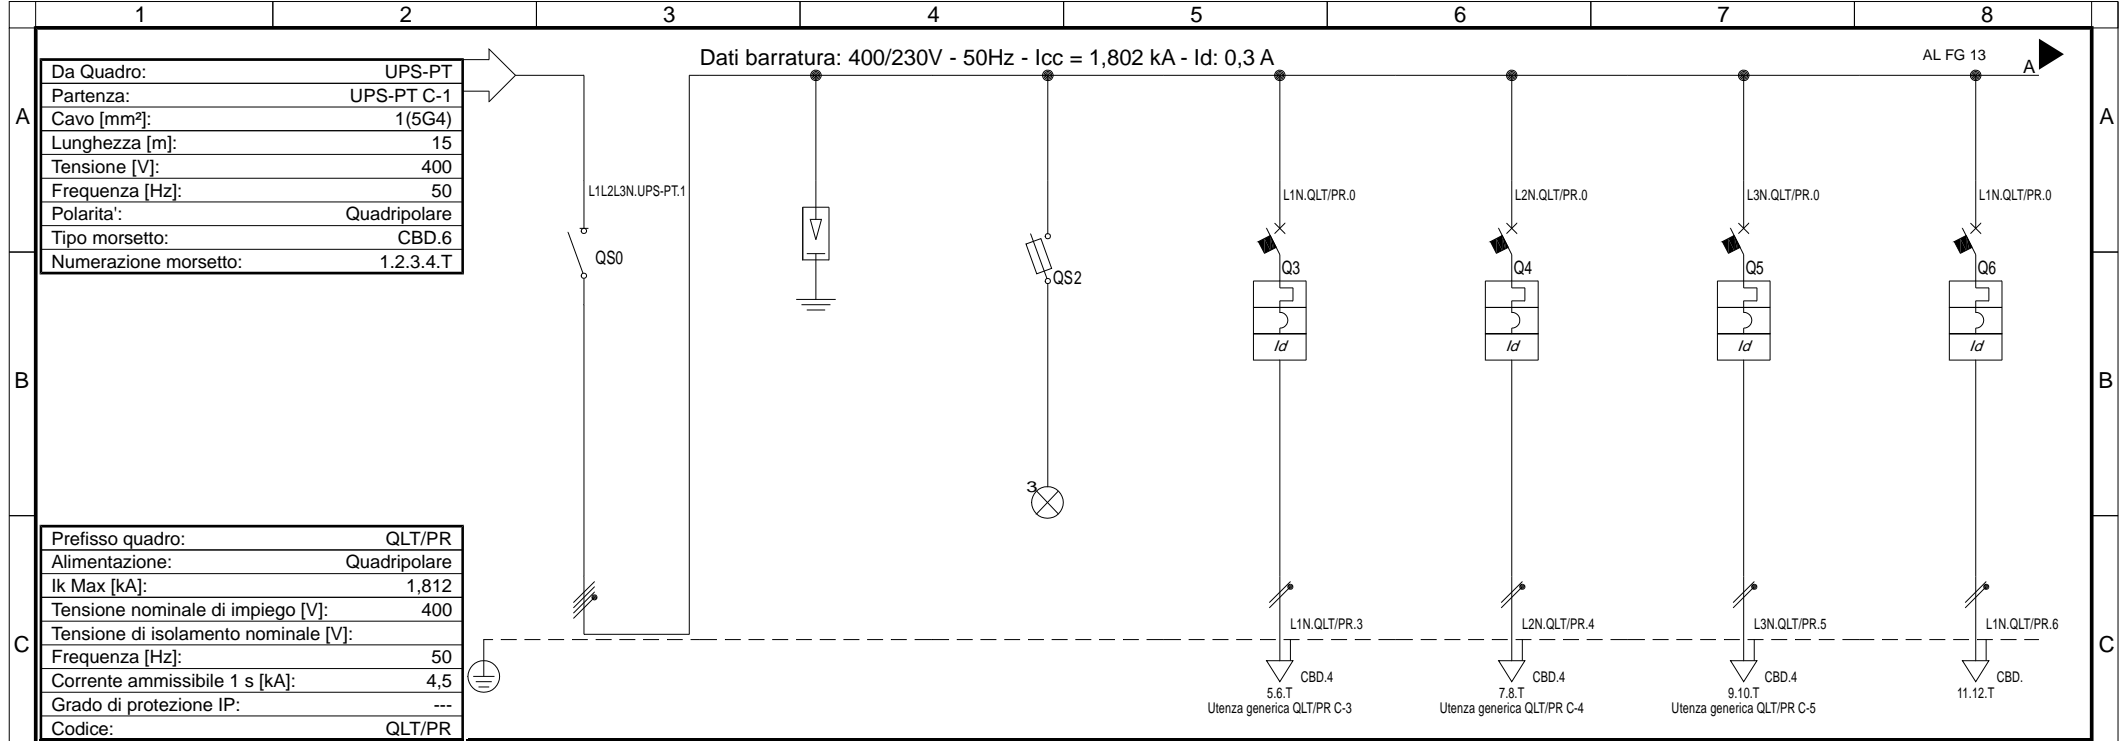 1 2 3 4 5 6 7 8
Dati barratura: 400/230V - 50Hz - Icc = 1,802 kA - Id: 0,3 A
AL FG 13
A
A
A
Da Quadro: UPS-PT
Partenza: UPS-PT C-1
Cavo [mm²]: 1(5G4)
Lunghezza [m]: 15
Tensione [V]: 400
Frequenza [Hz]: 50
Polarita': Quadripolare
Tipo morsetto: CBD.6
Numerazione morsetto: 1.2.3.4.T
L1L2L3N.UPS-PT.1
L1N.QLT/PR.0
L2N.QLT/PR.0
L3N.QLT/PR.0
L1N.QLT/PR.0
QS0
QS2
Q3
Q4
Q5
Q6
Id
Id
Id
Id
B
B
3
Prefisso quadro: QLT/PR
Alimentazione: Quadripolare
Ik Max [kA]: 1,812
Tensione nominale di impiego [V]: 400
Tensione di isolamento nominale [V]:
Frequenza [Hz]: 50
Corrente ammissibile 1 s [kA]: 4,5
Grado di protezione IP: ---
Codice: QLT/PR
C
C
L1N.QLT/PR.3
L2N.QLT/PR.4
L3N.QLT/PR.5
L1N.QLT/PR.6
CBD.4
CBD.4
CBD.4
CBD.
5.6.T
7.8.T
9.10.T
11.12.T
Utenza generica QLT/PR C-3
Utenza generica QLT/PR C-4
Utenza generica QLT/PR C-5